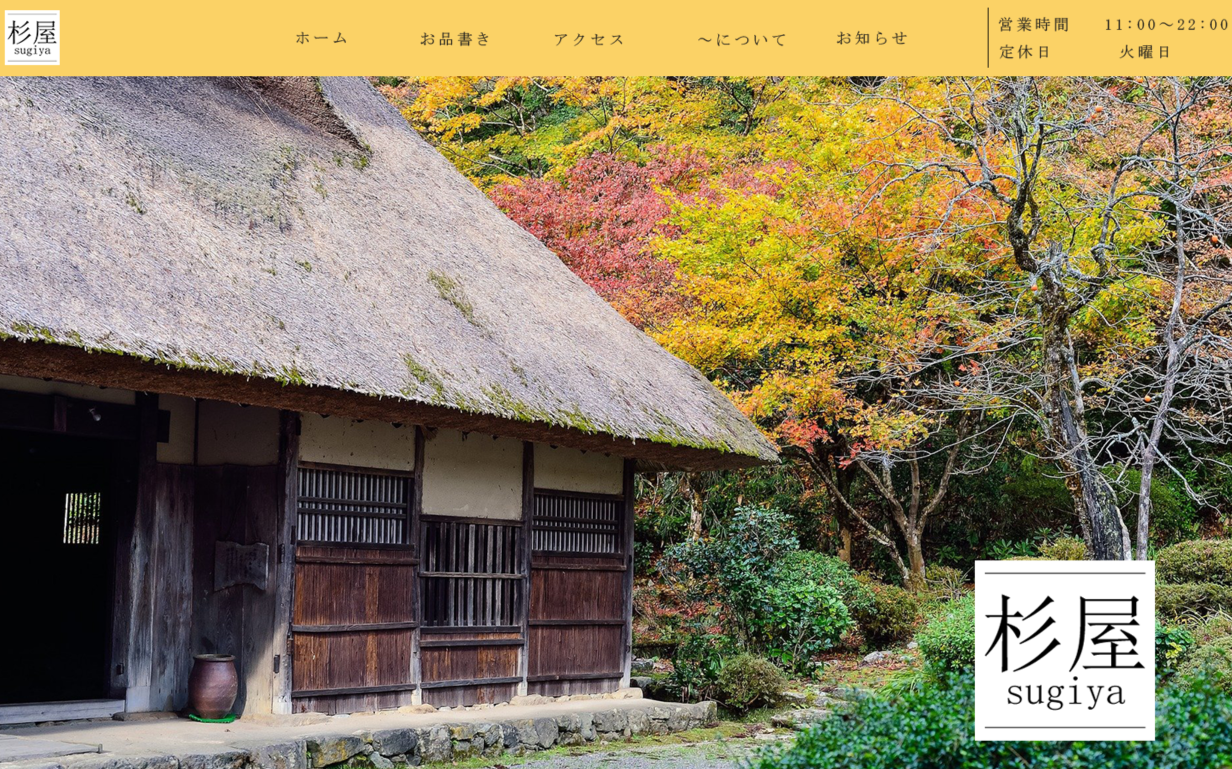 杉屋
sugiya
ホーム
お品書き
アクセス
～について
お知らせ
営業時間 11:00～22:00
定休日 火曜日
杉屋
sugiya